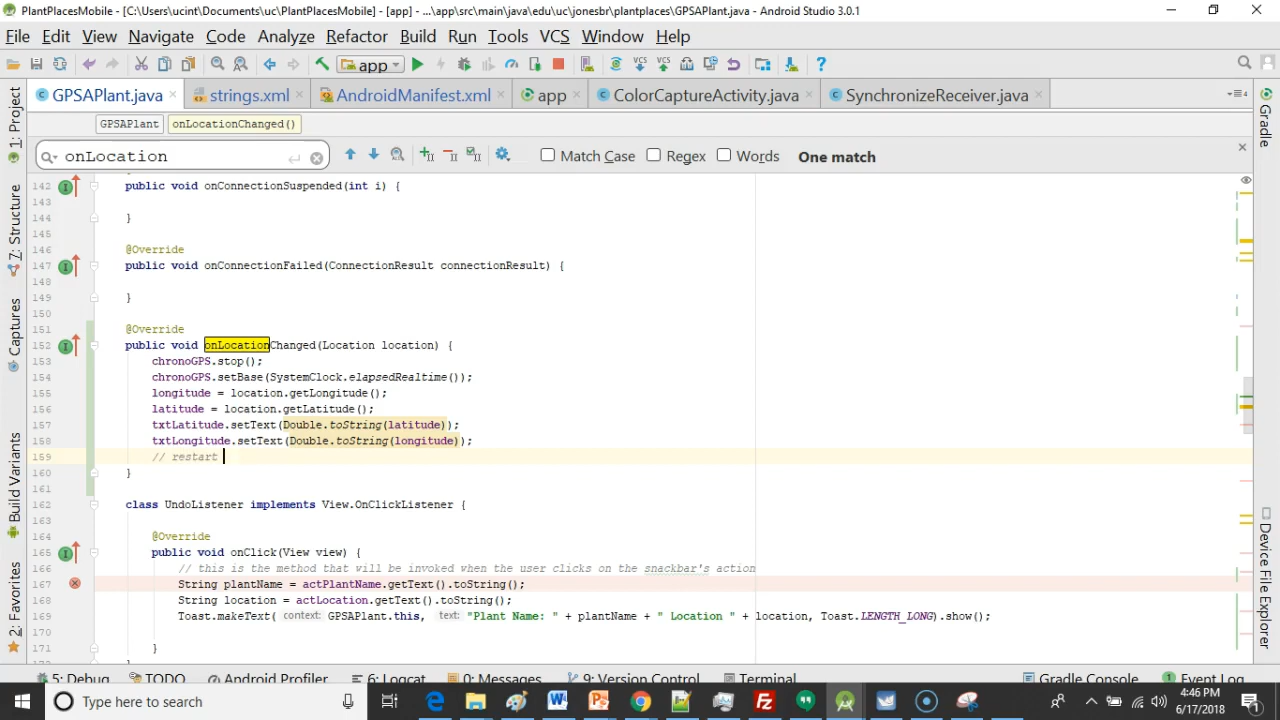 PlantPlacesMobile - [C:\Users\ucint\Documents\uc\PlantPlacesMobile] - [app] - ...\app\src\main\java\edu\uc\jonesbr\plantplaces\GPSAPlant.java - Android Studio 3.0.1
File Edit View Navigate Code Analyze Refactor Build Run Tools VCS Window Help
app
GPSAPlant.java strings.xml AndroidManifest.xml app ColorCaptureActivity.java SynchronizeReceiver.java
GPSAPlant onLocationChanged()
onLocation Match Case Regex Words One match
142 public void onConnectionSuspended(int i) {
143
144 }
145
146 @Override
147 public void onConnectionFailed(ConnectionResult connectionResult) {
148
149 }
150
151 @Override
152 public void onLocationChanged(Location location) {
153 chronoGPS.stop();
154 chronoGPS.setBase(SystemClock.elapsedRealtime());
155 longitude = location.getLongitude();
156 latitude = location.getLatitude();
157 txtLatitude.setText(Double.toString(latitude));
158 txtLongitude.setText(Double.toString(longitude));
159 // restart
160 }
161
162 class UndoListener implements View.OnClickListener {
163
164 @Override
165 public void onClick(View view) {
166 // this is the method that will be invoked when the user clicks on the snackbar's action
167 String plantName = actPlantName.getText().toString();
168 String location = actLocation.getText().toString();
169 Toast.makeText( context: GPSAPlant.this, text: "Plant Name: " + plantName + " Location " + location, Toast.LENGTH_LONG).show();
170
171 }
1: Project
7: Structure
Captures
Build Variants
2: Favorites
Gradle
Device File Explorer
5: Debug TODO Android Profiler 6: Logcat 0: Messages 9: Version Control Terminal Gradle Console Event Log
Type here to search
4:46 PM
6/17/2018
1